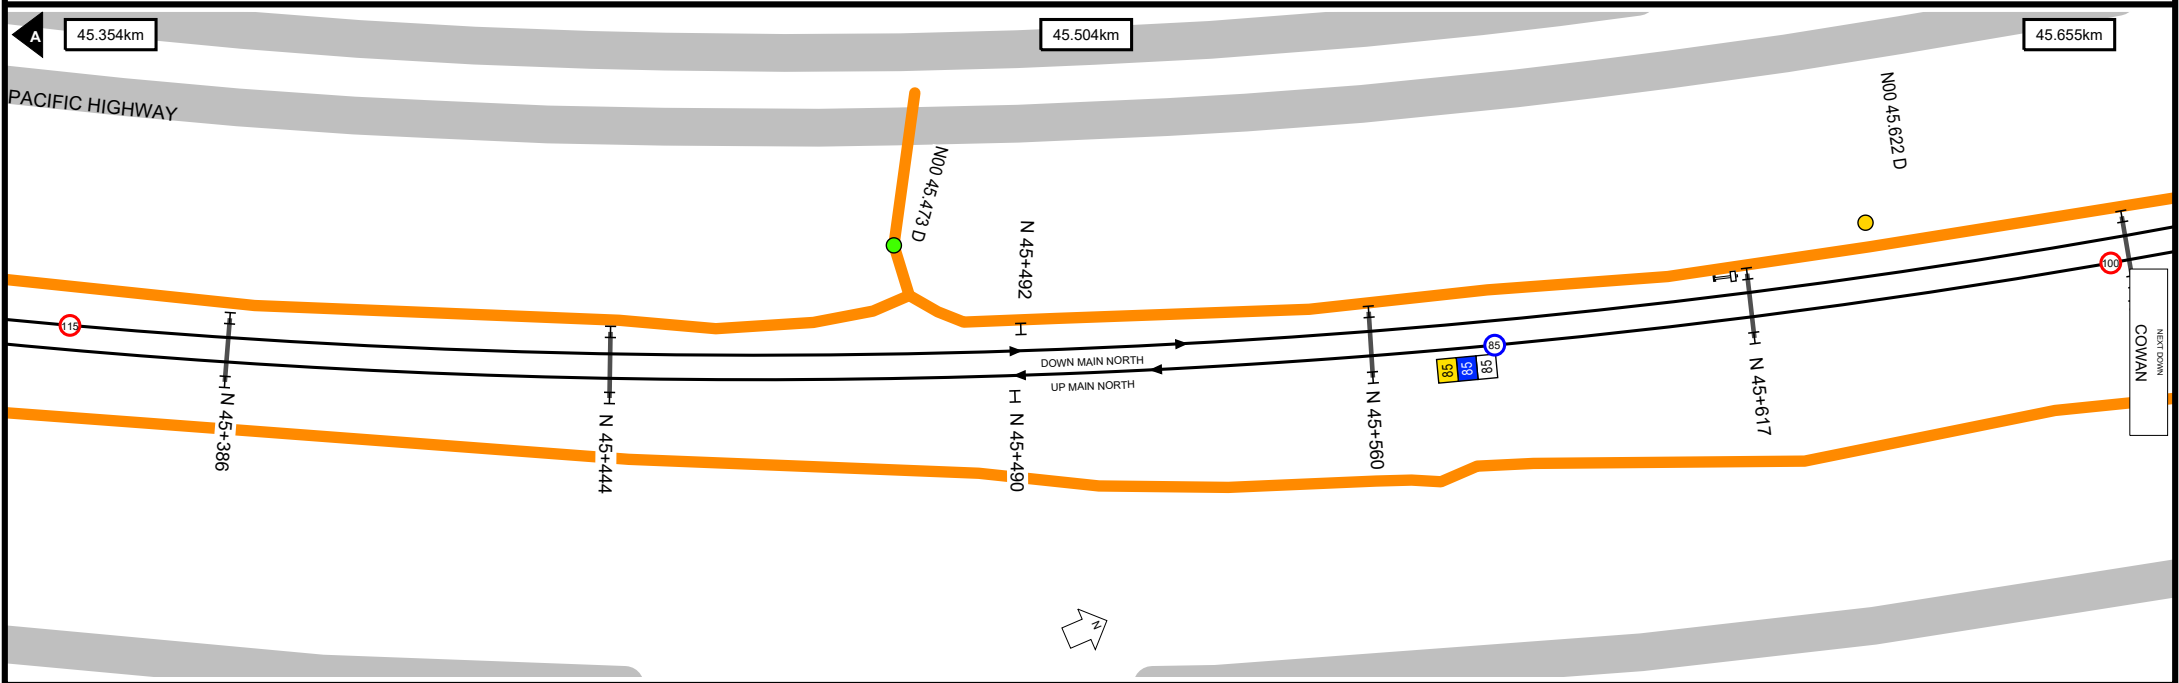 A
45.354km
45.504km
45.655km
PACIFIC HIGHWAY
N00 45.473 D
N00 45.622 D
N 45+492
115
100
DOWN MAIN NORTH
UP MAIN NORTH
85
85
85
85
N 45+386
N 45+444
N 45+490
N 45+560
N 45+617
NEXT DOWN
COWAN
N